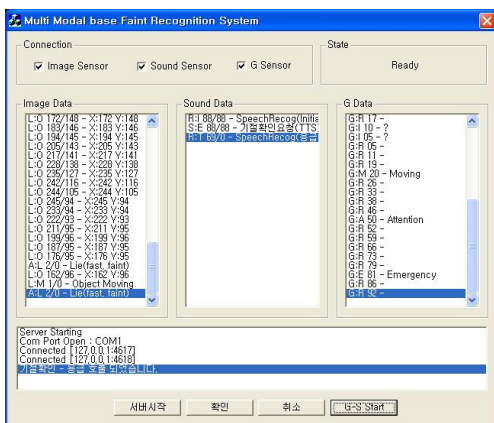 Multi Modal base Faint Recognition System
Connection
Image Sensor
Sound Sensor
G Sensor
State
Ready
Image Data
L:O 172/148 - X:172 Y:148
L:O 183/146 - X:183 Y:146
L:O 194/145 - X:194 Y:145
L:O 205/143 - X:205 Y:143
L:O 217/141 - X:217 Y:141
L:O 228/138 - X:228 Y:138
L:O 235/127 - X:235 Y:127
L:O 242/116 - X:242 Y:116
L:O 244/105 - X:244 Y:105
L:O 245/94 - X:245 Y:94
L:O 233/94 - X:233 Y:94
L:O 222/93 - X:222 Y:93
L:O 211/95 - X:211 Y:95
L:O 199/96 - X:199 Y:96
L:O 187/95 - X:187 Y:95
L:O 176/95 - X:176 Y:95
A:L 2/0 - Lie(fast, faint)
L:O 162/96 - X:162 Y:96
L:M 1/0 - Object Moving
A:L 2/0 - Lie(fast, faint)
Sound Data
R:I 88/88 - SpeechRecog(Initia
S:E 88/88 - 기절확인요청(TTS
R:T 69/0 - SpeechRecog(응급
G Data
G:R 17 -
G:I 10 - ?
G:I 05 - ?
G:R 05 -
G:R 11 -
G:R 19 -
G:M 20 - Moving
G:R 26 -
G:R 33 -
G:R 38 -
G:R 46 -
G:A 50 - Attention
G:R 52 -
G:R 59 -
G:R 66 -
G:R 73 -
G:R 79 -
G:E 81 - Emergency
G:R 86 -
G:R 92 -
Server Starting
Com Port Open : COM1
Connected [127.0.0.1:4617]
Connected [127.0.0.1:4618]
기절확인 - 응급 호출 되었습니다.
서버시작
확인
취소
G-S Start